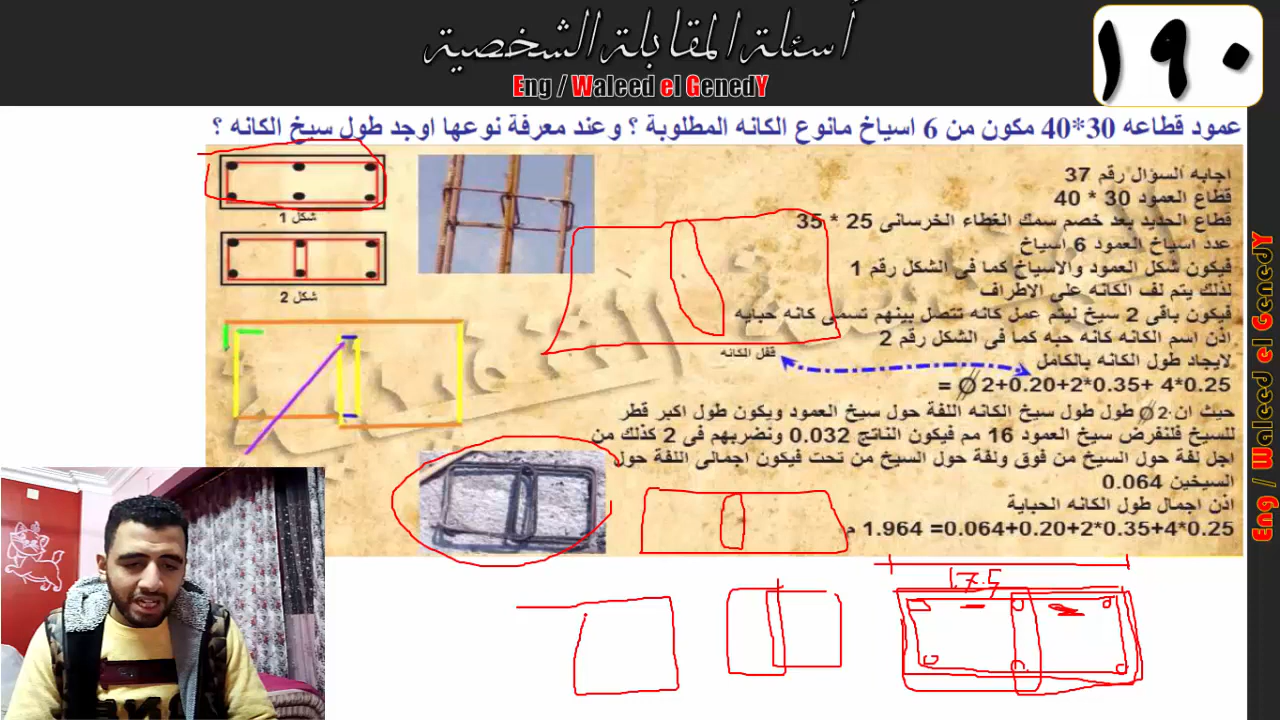 أسئلة المقابلة الشخصية
Eng / Waleed el GenedY
١٩٠
عمود قطاعه 30*40 مكون من 6 اسياخ مانوع الكانه المطلوبة ؟ وعند معرفة نوعها اوجد طول سيخ الكانه ؟
اجابه السؤال رقم 37
قطاع العمود 30 * 40
قطاع الحديد بعد خصم سمك الغطاء الخرسانى 25 * 35
عدد اسياخ العمود 6 اسياخ
فيكون شكل العمود والاسياخ كما فى الشكل رقم 1
لذلك يتم لف الكانه على الاطراف
فيكون باقى 2 سيخ ليتم عمل كانه تتصل بينهم تسمى كانه حبايه
اذن اسم الكانه كانه حبه كما فى الشكل رقم 2
لايجاد طول الكانه بالكامل
= ∅ 2+0.20+2*0.35+ 4*0.25
حيث ان 2∅ طول طول سيخ الكانه اللفة حول سيخ العمود ويكون طول اكبر قطر
للسيخ فلنفرض سيخ العمود 16 مم فيكون الناتج 0.032 ونضربهم فى 2 كذلك من
اجل لفة حول السيخ من فوق ولفة حول السيخ من تحت فيكون اجمالى اللفة حول
السيخين 0.064
اذن اجمال طول الكانه الحباية
1.964 =0.064+0.20+2*0.35+4*0.25 م
شكل 1
شكل 2
قفل الكانه
1.7.5
Eng / Waleed el GenedY